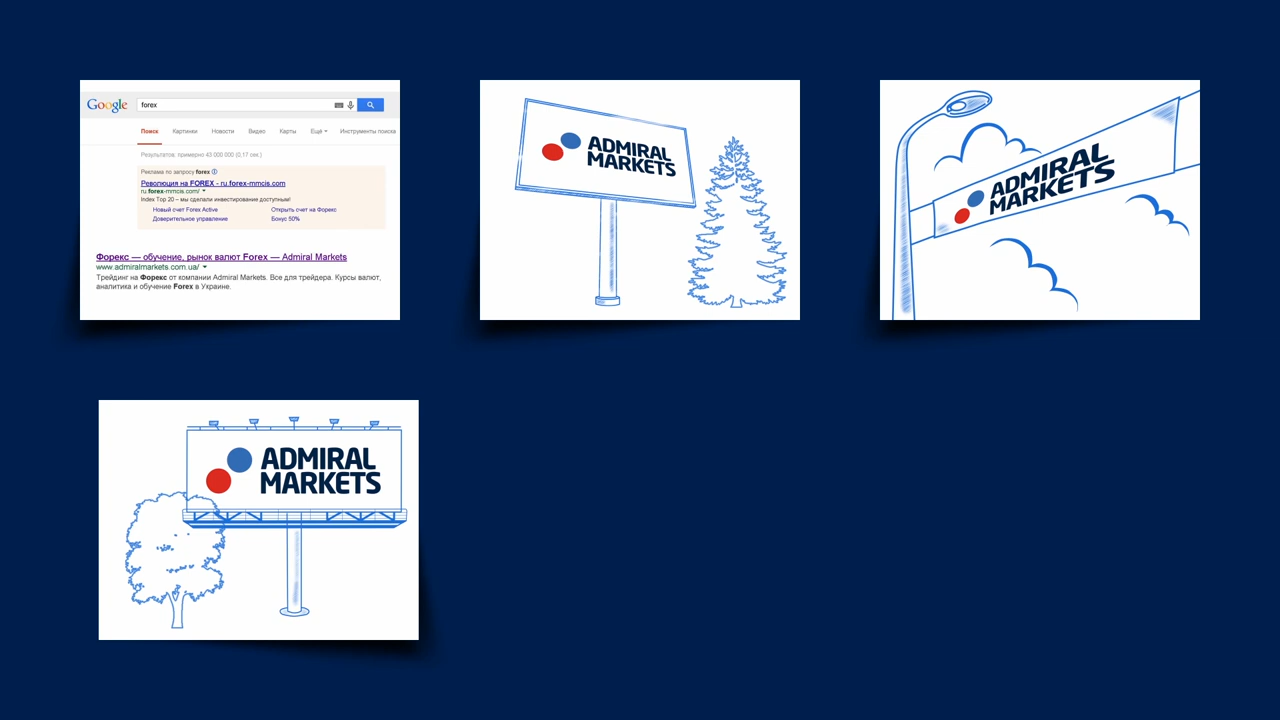 Google
forex
Поиск Картинки Новости Видео Карты Ещё Инструменты поиска
Результатов: примерно 43 000 000 (0,17 сек.)
Реклама по запросу forex
Революция на FOREX - ru.forex-mmcis.com
ru.forex-mmcis.com/
Index Top 20 – мы сделали инвестирование доступным!
Новый счет Forex Active Открыть счет на Форекс
Доверительное управление Бонус 50%
Форекс — обучение, рынок валют Forex — Admiral Markets
www.admiralmarkets.com.ua/
Трейдинг на Форекс от компании Admiral Markets. Все для трейдера. Курсы валют,
аналитика и обучение Forex в Украине.
ADMIRAL
MARKETS
ADMIRAL
MARKETS
ADMIRAL
MARKETS